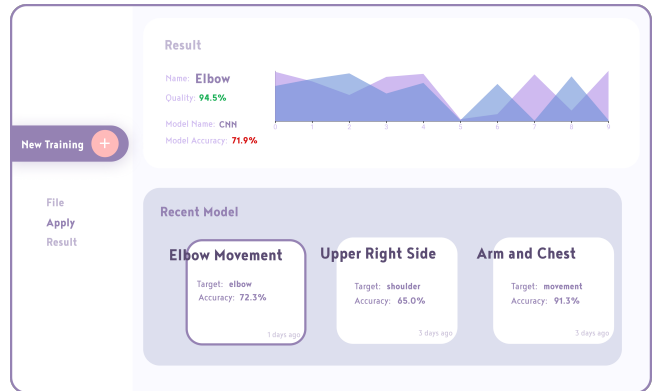 Result
Name: Elbow
Quality: 94.5%
Model Name: CNN
Model Accuracy: 71.9%
0 1 2 3 4 5 6 7 8 9
New Training +
File
Apply
Result
Recent Model
Elbow Movement
Target: elbow
Accuracy: 72.3%
1 days ago
Upper Right Side
Target: shoulder
Accuracy: 65.0%
3 days ago
Arm and Chest
Target: movement
Accuracy: 91.3%
3 days ago